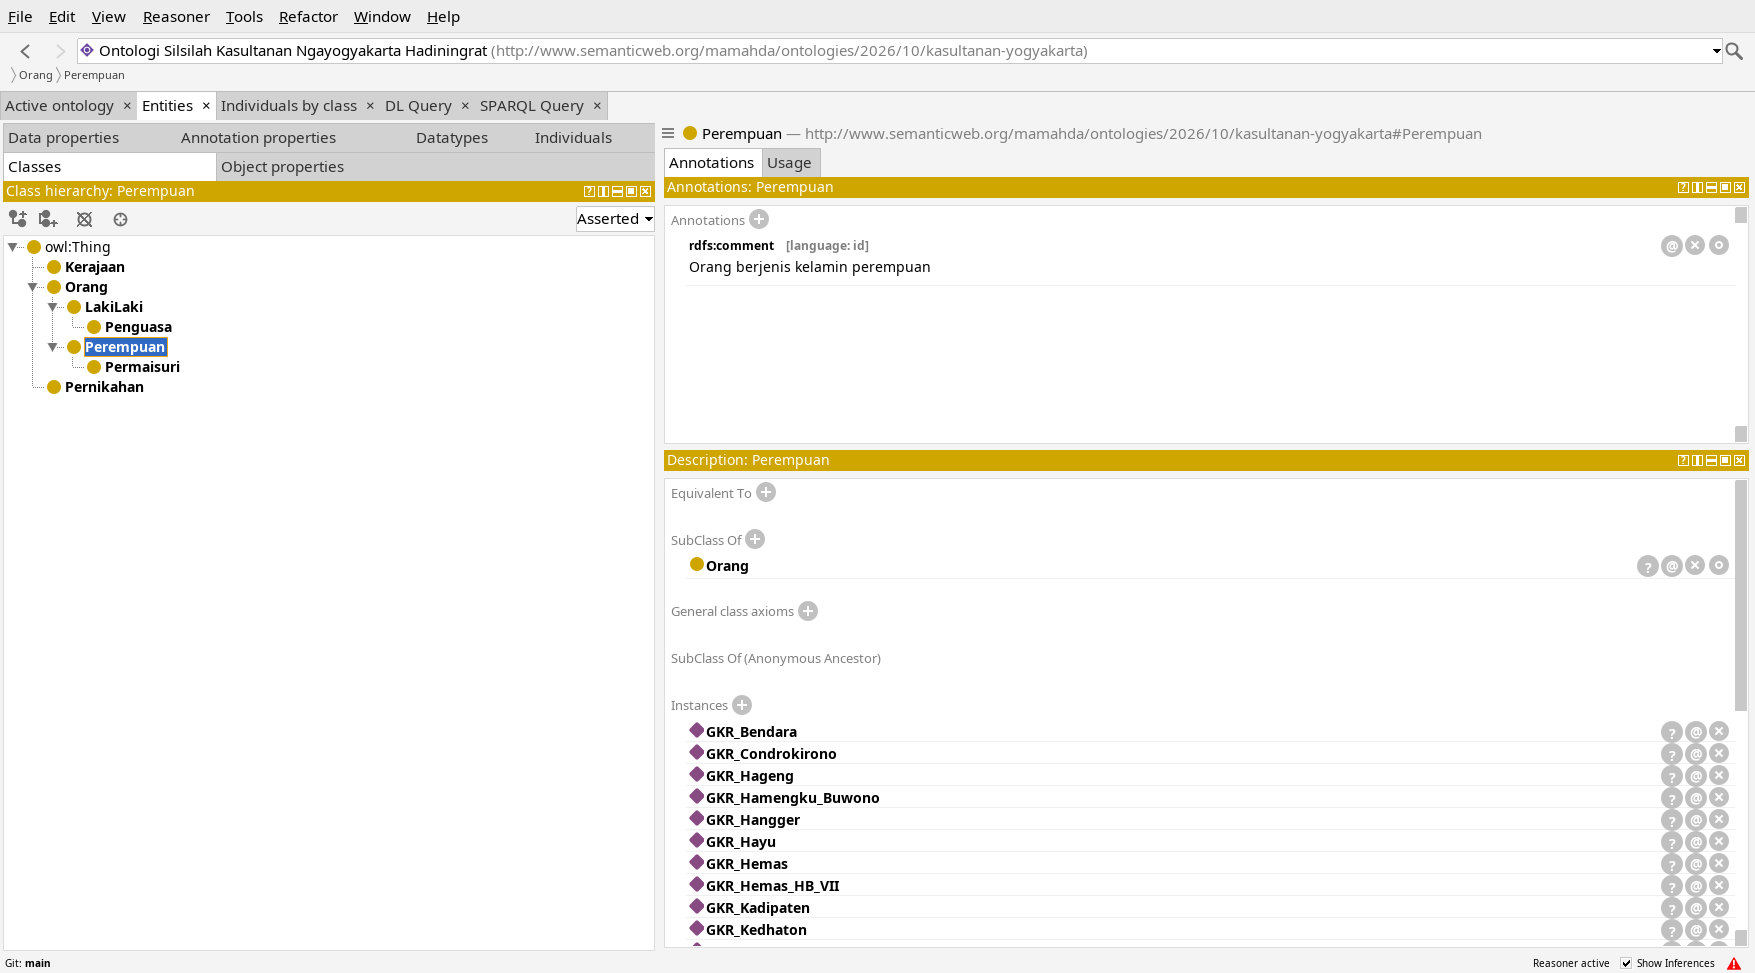 File Edit View Reasoner Tools Refactor Window Help
Ontologi Silsilah Kasultanan Ngayogyakarta Hadiningrat (http://www.semanticweb.org/mamahda/ontologies/2026/10/kasultanan-yogyakarta)
Orang Perempuan
Active ontology × Entities × Individuals by class × DL Query × SPARQL Query ×
Data properties Annotation properties Datatypes Individuals
Classes Object properties
Class hierarchy: Perempuan
Asserted
owl:Thing
Kerajaan
Orang
LakiLaki
Penguasa
Perempuan
Permaisuri
Pernikahan
Perempuan — http://www.semanticweb.org/mamahda/ontologies/2026/10/kasultanan-yogyakarta#Perempuan
Annotations Usage
Annotations: Perempuan
Annotations
rdfs:comment [language: id]
Orang berjenis kelamin perempuan
Description: Perempuan
Equivalent To
SubClass Of
Orang
General class axioms
SubClass Of (Anonymous Ancestor)
Instances
GKR_Bendara
GKR_Condrokirono
GKR_Hageng
GKR_Hamengku_Buwono
GKR_Hangger
GKR_Hayu
GKR_Hemas
GKR_Hemas_HB_VII
GKR_Kadipaten
GKR_Kedhaton
Git: main
Reasoner active Show Inferences